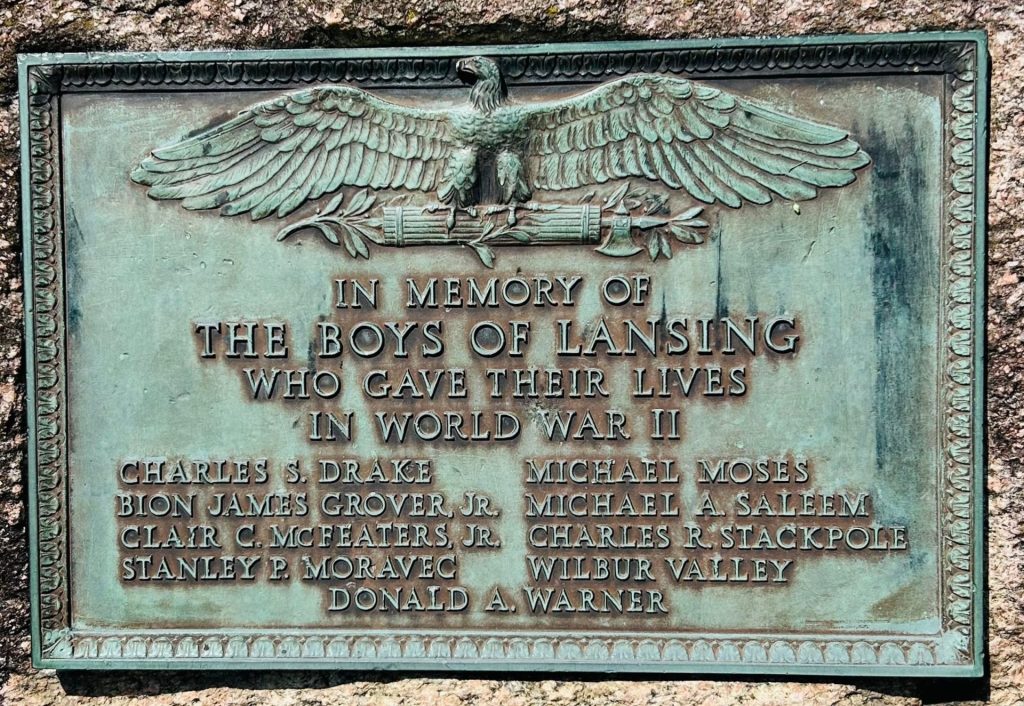 IN MEMORY OF
THE BOYS OF LANSING
WHO GAVE THEIR LIVES
IN WORLD WAR II
CHARLES S. DRAKE
BION JAMES GROVER, JR.
CLAIR C. MCFEATERS, JR.
STANLEY P. MORAVEC
MICHAEL MOSES
MICHAEL A. SALEEM
CHARLES R. STACKPOLE
WILBUR VALLEY
DONALD A. WARNER